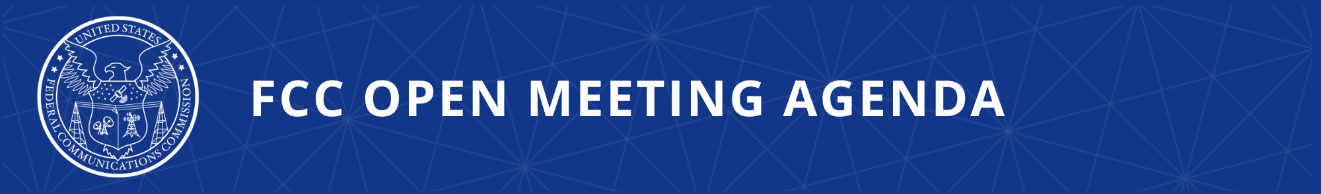 UNITED STATES
FEDERAL COMMUNICATIONS COMMISSION
FCC OPEN MEETING AGENDA